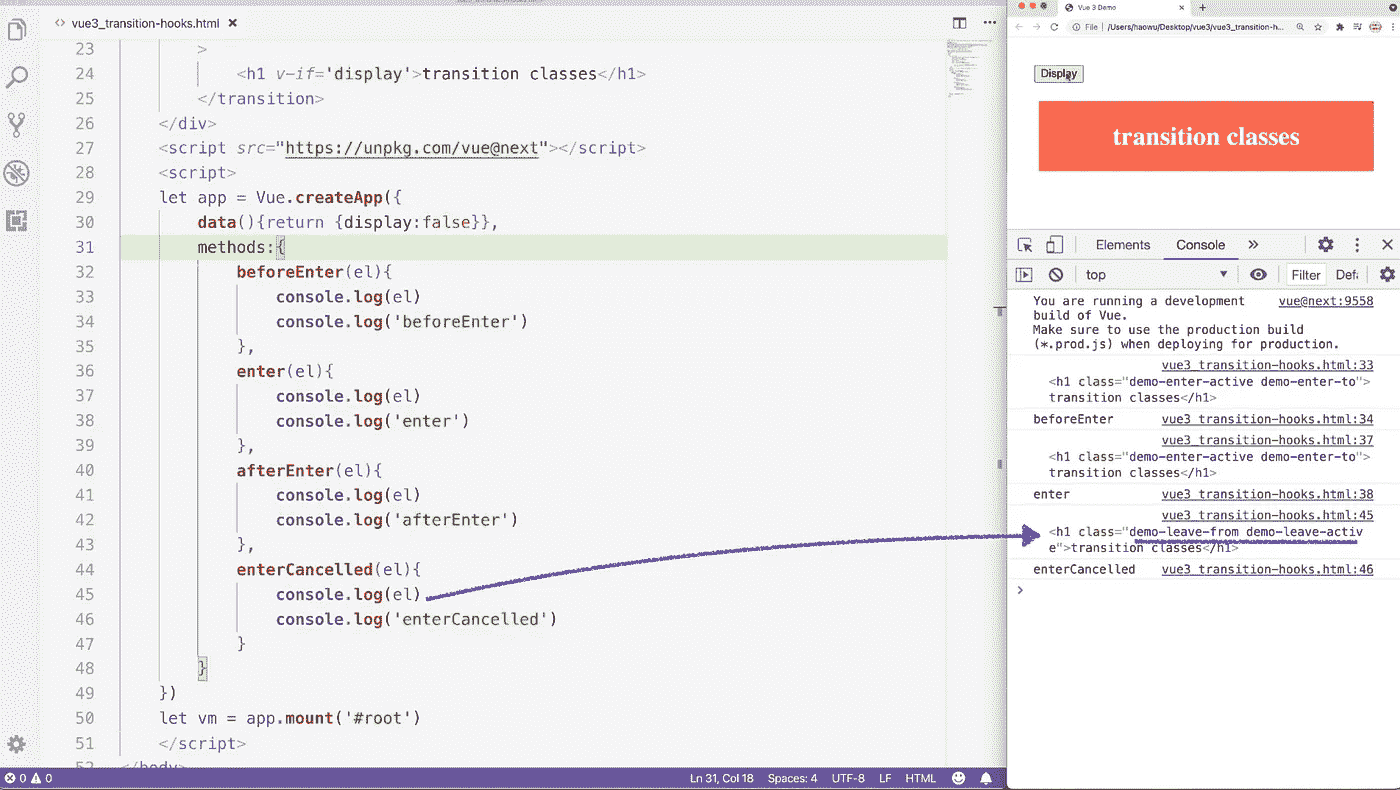 vue3_transition-hooks.html
23 >
24 <h1 v-if='display'>transition classes</h1>
25 </transition>
26 </div>
27 <script src="https://unpkg.com/vue@next"></script>
28 <script>
29 let app = Vue.createApp({
30 data(){return {display:false}},
31 methods:{
32 beforeEnter(el){
33 console.log(el)
34 console.log('beforeEnter')
35 },
36 enter(el){
37 console.log(el)
38 console.log('enter')
39 },
40 afterEnter(el){
41 console.log(el)
42 console.log('afterEnter')
43 },
44 enterCancelled(el){
45 console.log(el)
46 console.log('enterCancelled')
47 }
48 }
49 })
50 let vm = app.mount('#root')
51 </script>
52 </body>
0 0
Ln 31, Col 18 Spaces: 4 UTF-8 LF HTML
Vue 3 Demo
File | /Users/haowu/Desktop/vue3/vue3_transition-h...
Display
transition classes
Elements Console
top Filter Defa
You are running a development vue@next:9558
build of Vue.
Make sure to use the production build
(*.prod.js) when deploying for production.
vue3_transition-hooks.html:33
<h1 class="demo-enter-active demo-enter-to">
transition classes</h1>
beforeEnter vue3_transition-hooks.html:34
vue3_transition-hooks.html:37
<h1 class="demo-enter-active demo-enter-to">
transition classes</h1>
enter vue3_transition-hooks.html:38
vue3_transition-hooks.html:45
<h1 class="demo-leave-from demo-leave-activ
e">transition classes</h1>
enterCancelled vue3_transition-hooks.html:46